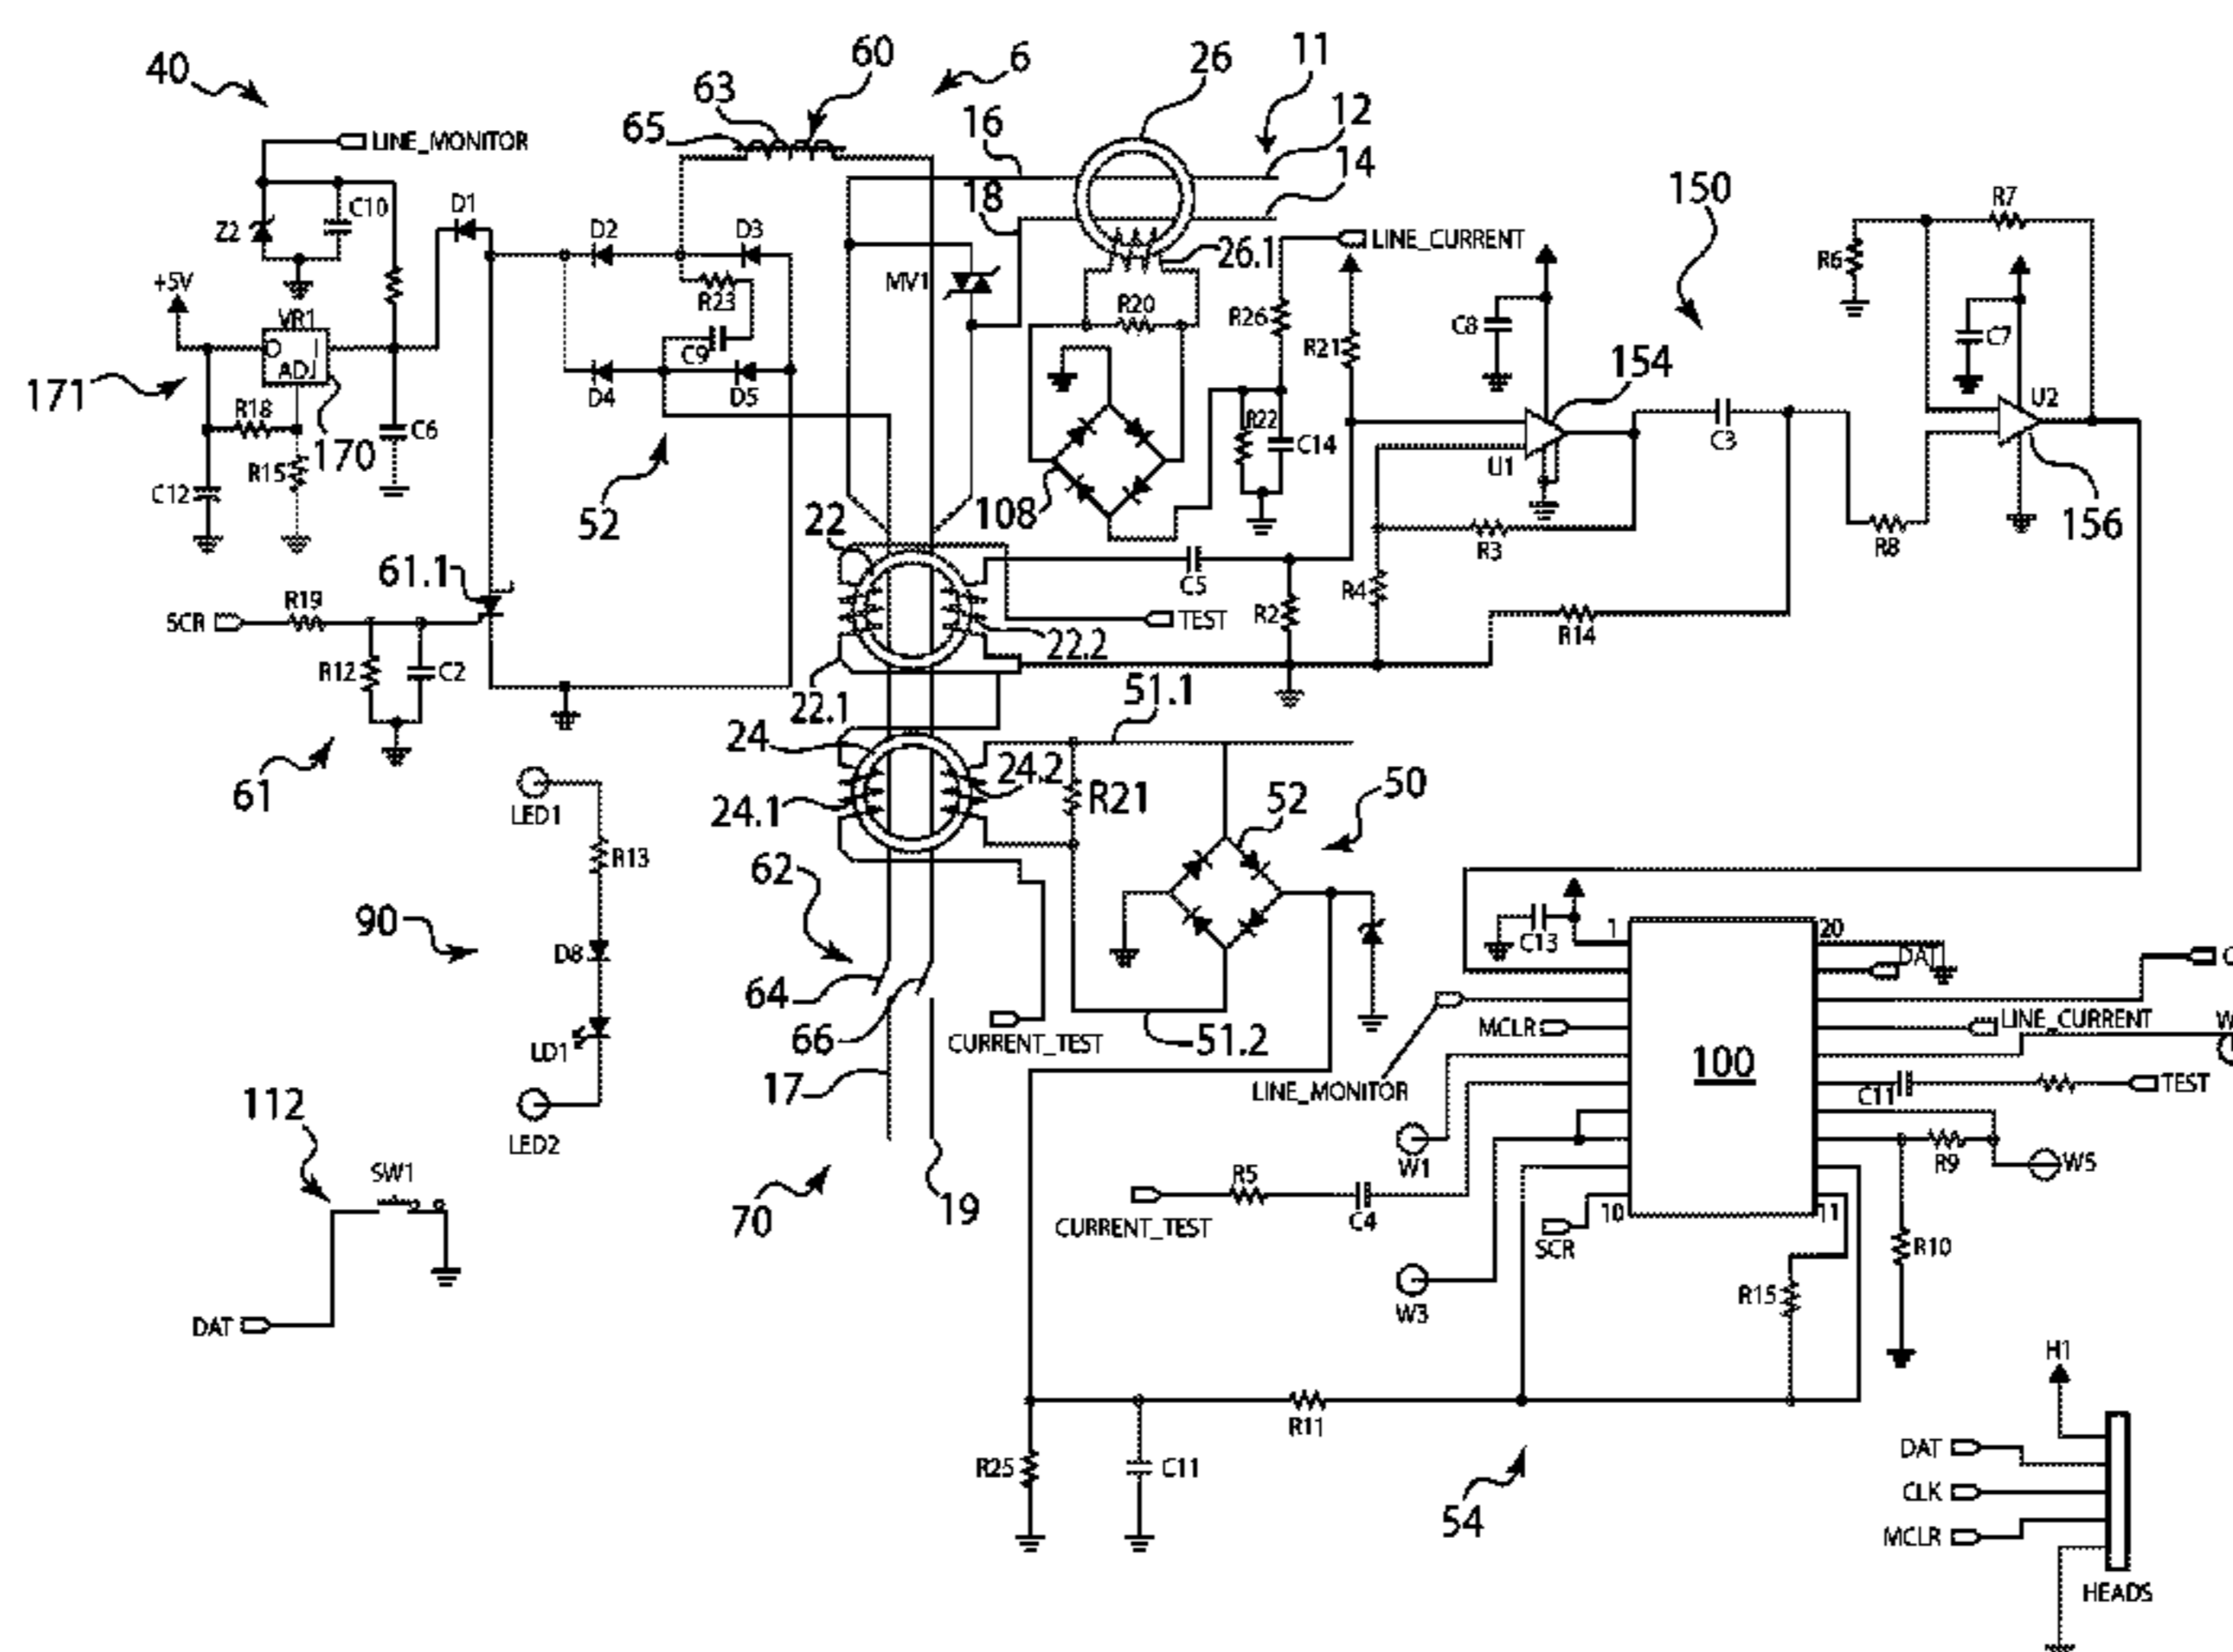 40
60
6
26
11
63
65
16
12
14
18
LINE_MONITOR
C10
Z2
D1
D2
D3
R23
C9
D4
D5
MV1
26.1
R20
LINE_CURRENT
R26
R21
150
C8
154
R7
R6
C7
U2
+5V
VR1
O
I
ADJ
171
R18
170
C6
R15
C12
52
108
R22
C14
U1
C3
R3
R8
156
61.1
22
C5
R4
R2
TEST
R14
SCR
R19
R12
C2
22.2
22.1
51.1
61
24
24.2
24.1
R21
52
50
LED1
R13
90
D8
LD1
LED2
62
64
66
17
CURRENT_TEST
51.2
C13
1
20
DAT
C
MCLR
LINE_CURRENT
W
100
LINE_MONITOR
C11
TEST
W1
R9
W5
112
SW1
DAT
70
19
R5
C4
CURRENT_TEST
10
11
SCR
R10
W3
R15
R11
R25
C11
54
H1
DAT
CLK
MCLR
HEADS